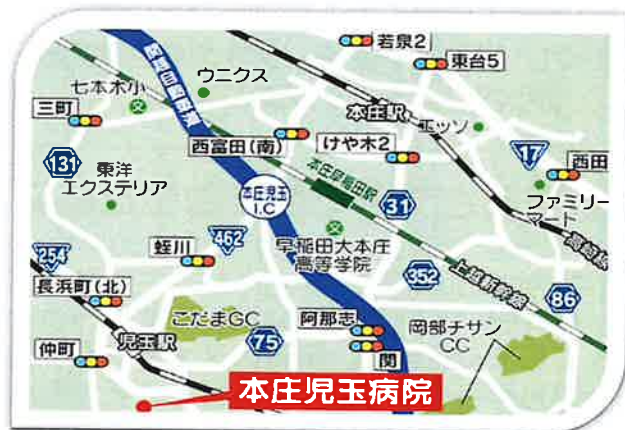 若泉2
東台5
ウニクス
七本木小
文
三町
関越自動車道
本庄駅
エッソ
17
西富田(南)
けや木2
西田
131
東洋
エクステリア
本庄早稲田駅
本庄児玉
I.C
31
ファミリー
マート
高崎線
254
蛭川
462
文
早稲田大本庄
高等学院
352
上越新幹線
86
長浜町(北)
こだまGC
阿那志
岡部チサン
CC
仲町
児玉駅
75
関
本庄児玉病院